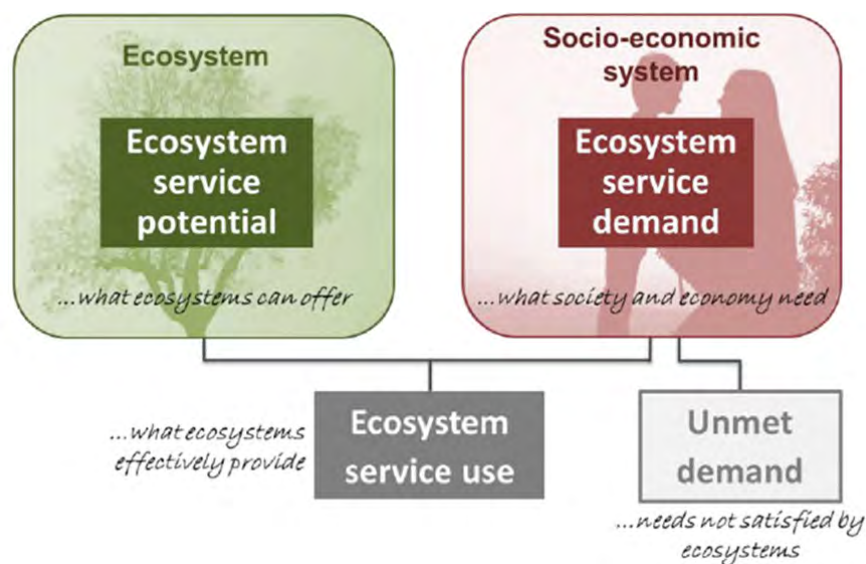 Ecosystem
Ecosystem
service
potential
...what ecosystems can offer
Socio-economic
system
Ecosystem
service
demand
...what society and economy need
...what ecosystems
effectively provide
Ecosystem
service use
Unmet
demand
...needs not satisfied by
ecosystems